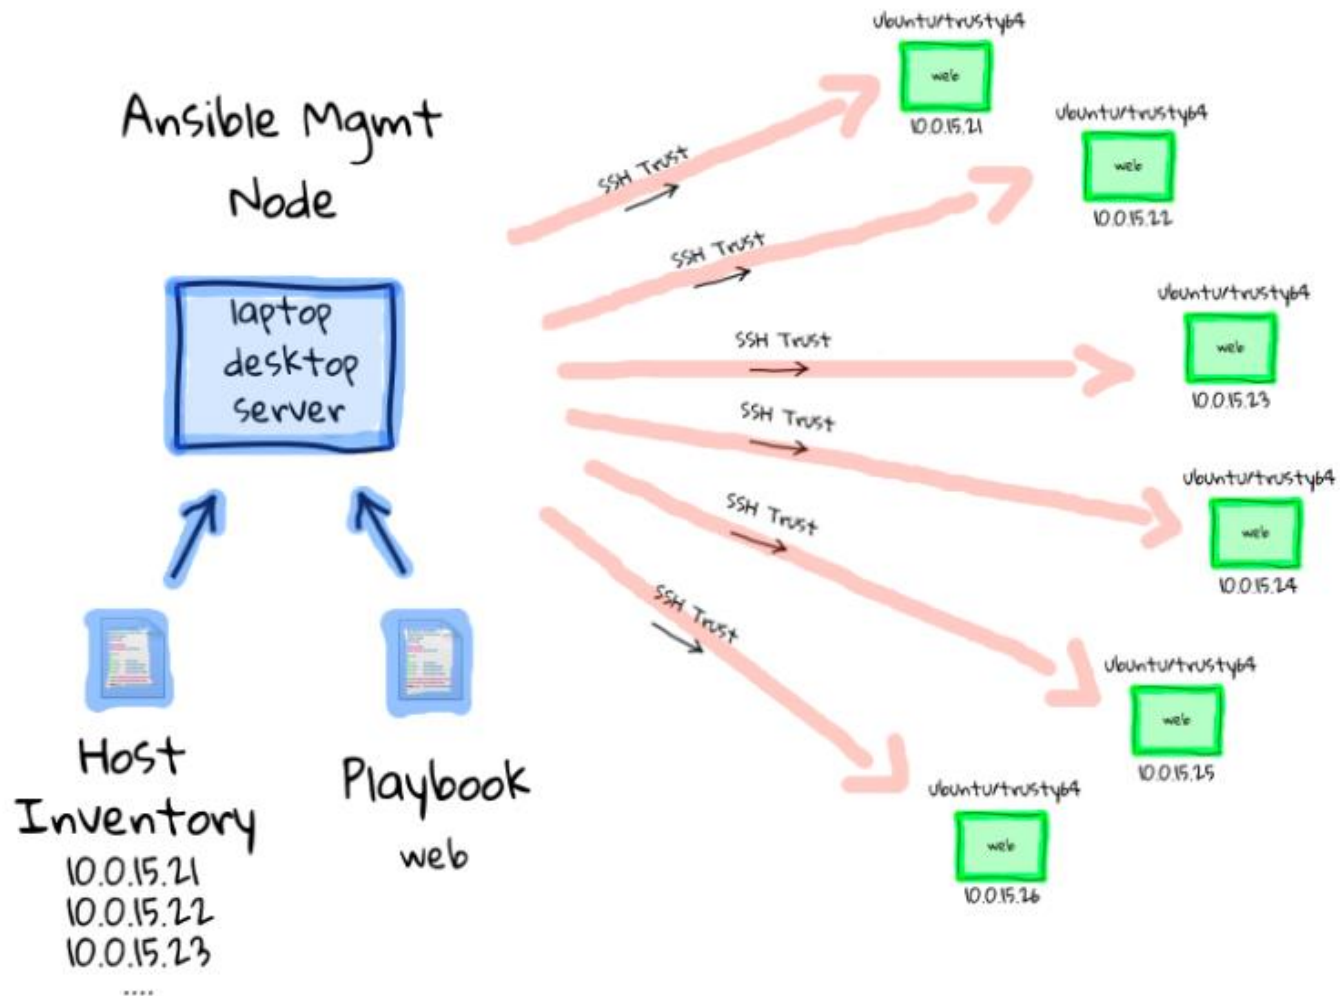 Ansible Mgmt
Node
laptop
desktop
server
Host
Inventory
10.0.15.21
10.0.15.22
10.0.15.23
....
Playbook
web
SSH Trust
SSH Trust
SSH Trust
SSH Trust
SSH Trust
SSH Trust
ubuntu/trusty64
web
10.0.15.21
ubuntu/trusty64
web
10.0.15.22
ubuntu/trusty64
web
10.0.15.23
ubuntu/trusty64
web
10.0.15.24
ubuntu/trusty64
web
10.0.15.25
ubuntu/trusty64
web
10.0.15.26